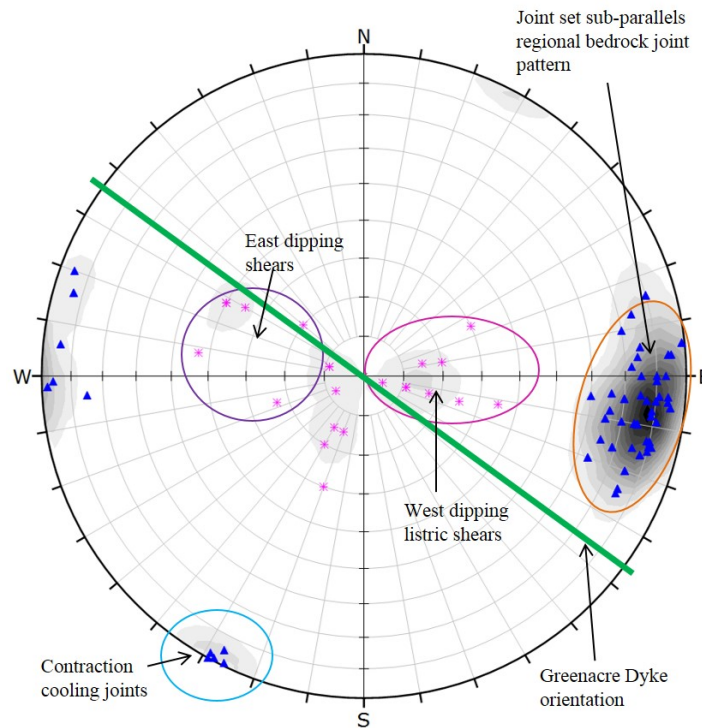 Joint set sub-parallels
regional bedrock joint
pattern
N
East dipping
shears
W
E
West dipping
listric shears
Contraction
cooling joints
Greenacre Dyke
orientation
S